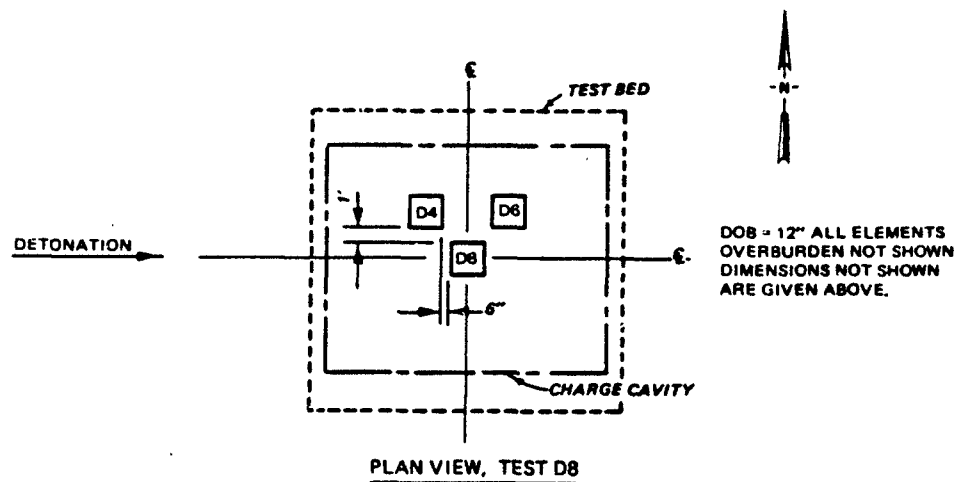 ℄
TEST BED
-N-
1'
D4
D6
DETONATION
D8
℄
DOB = 12" ALL ELEMENTS
OVERBURDEN NOT SHOWN
DIMENSIONS NOT SHOWN
ARE GIVEN ABOVE.
6"
CHARGE CAVITY
PLAN VIEW, TEST D8